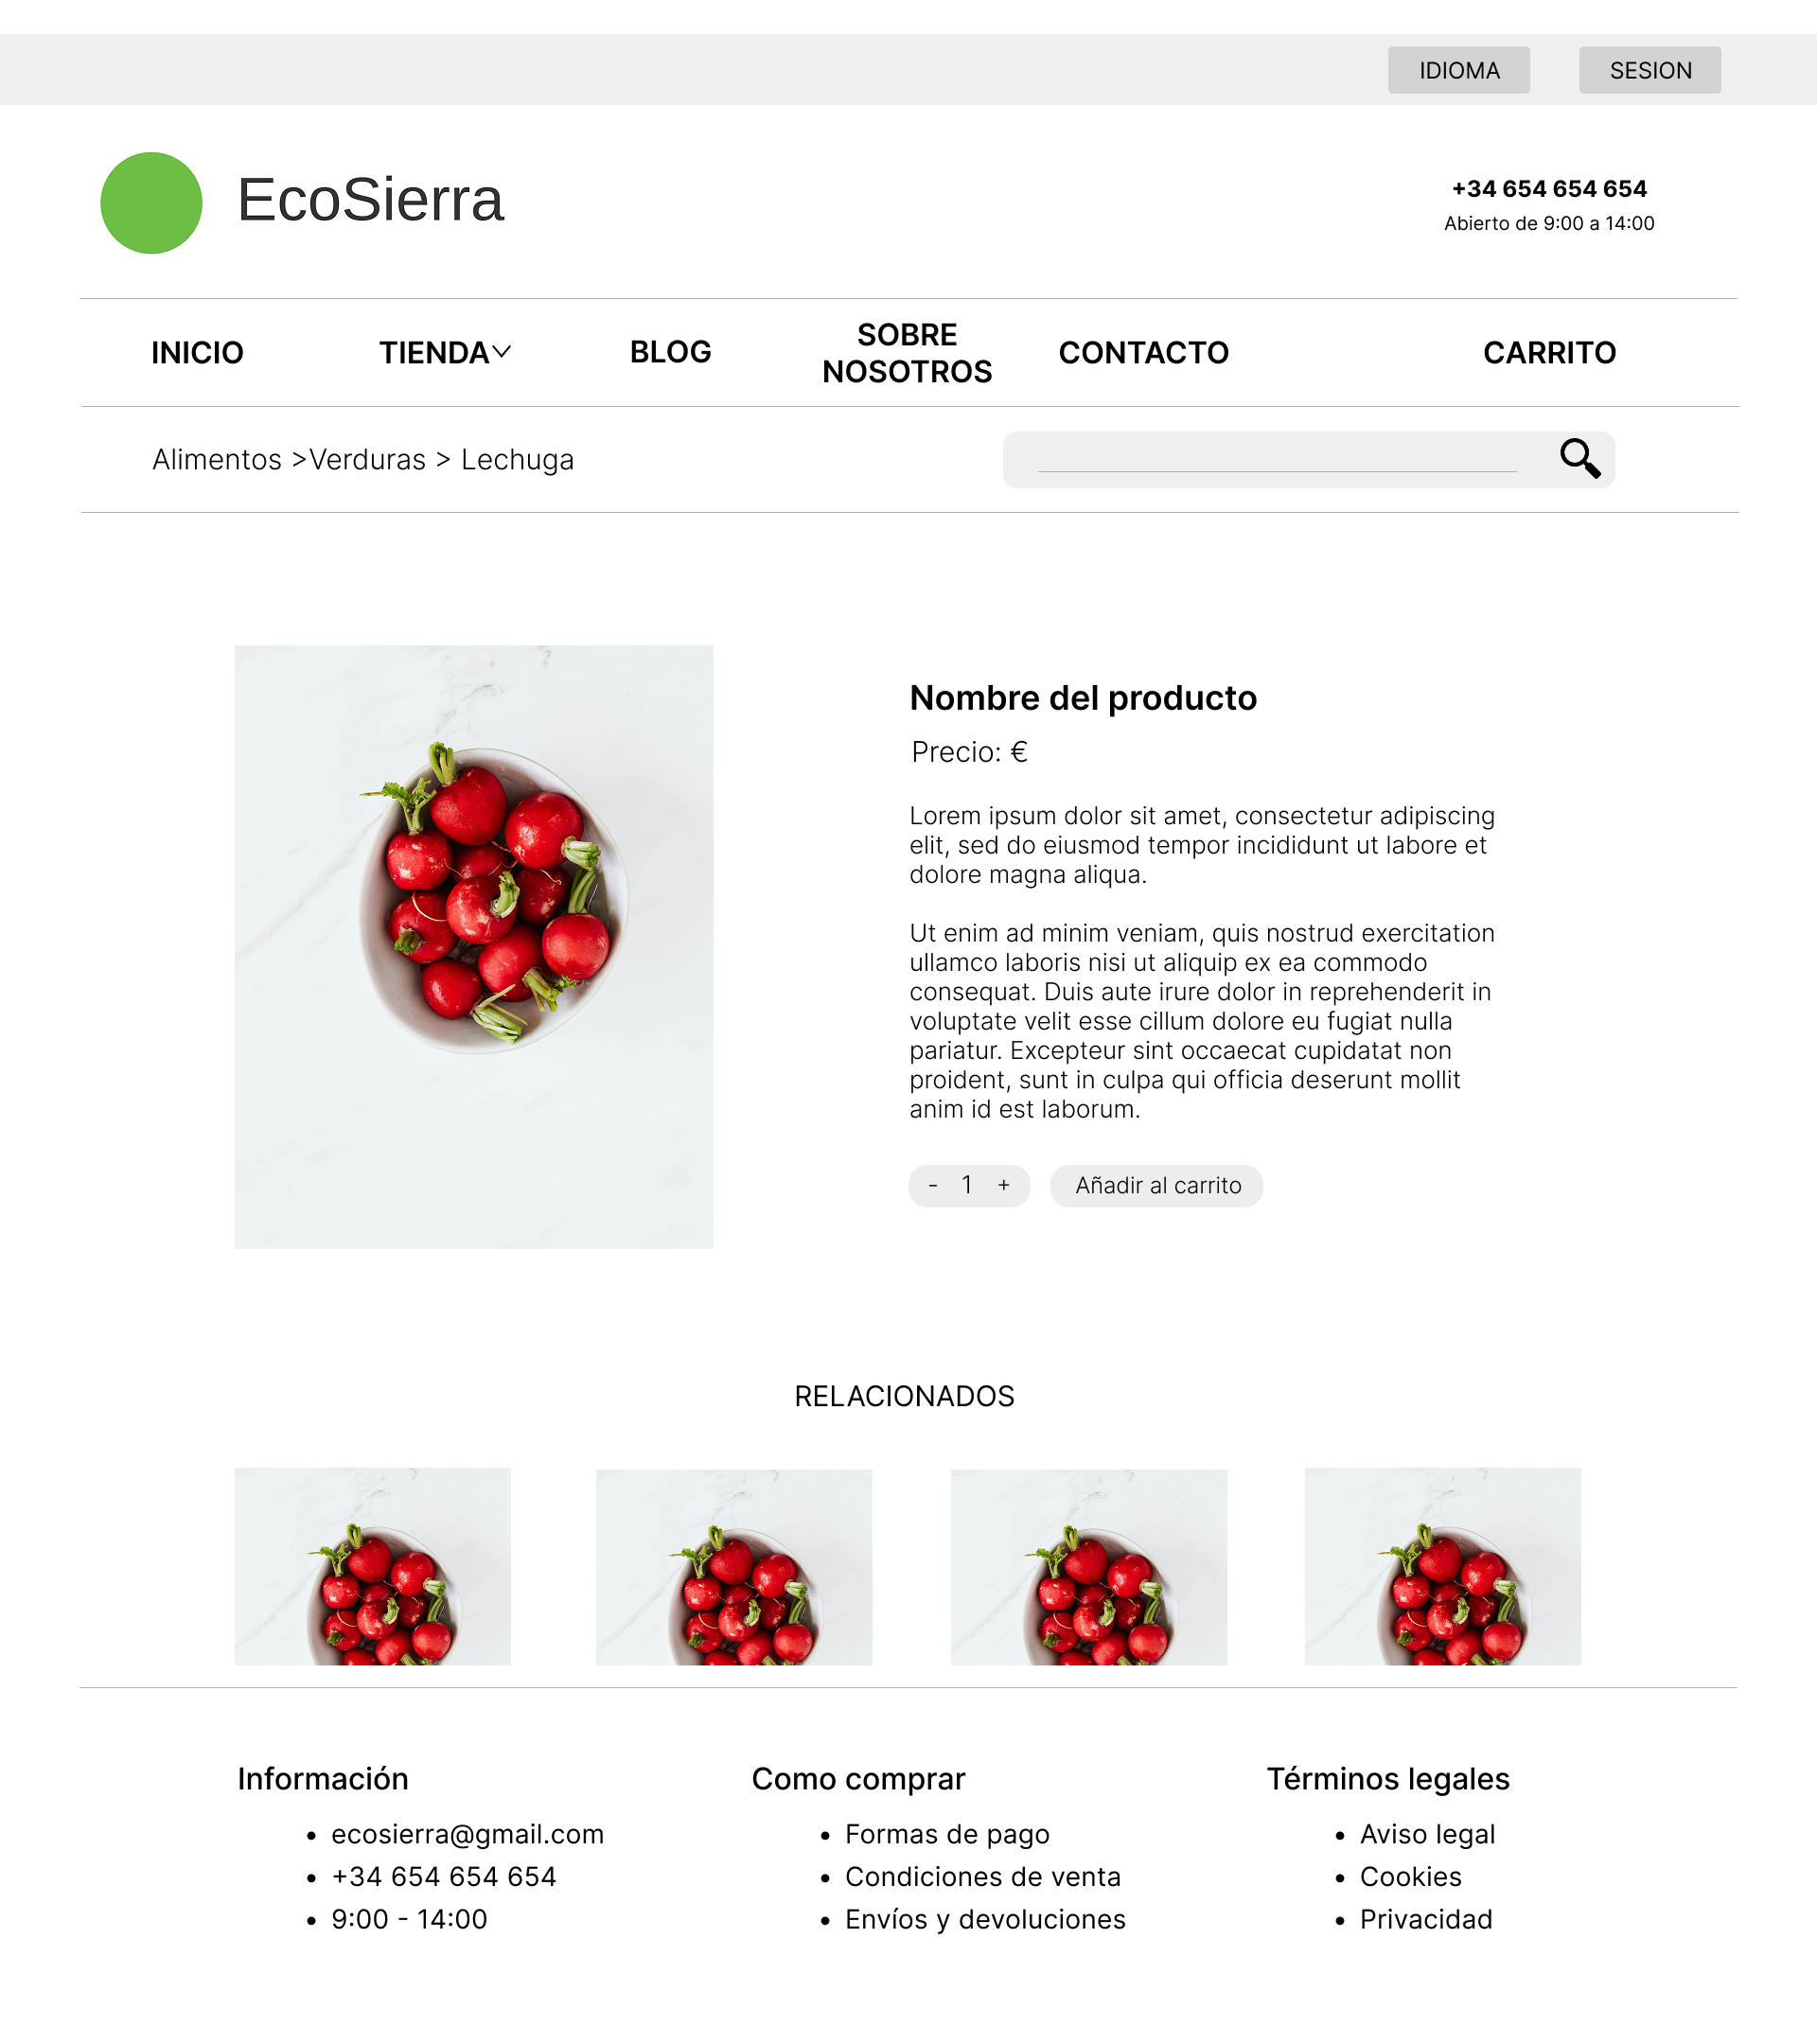 IDIOMA SESION
EcoSierra
+34 654 654 654
Abierto de 9:00 a 14:00
INICIO TIENDA BLOG SOBRE NOSOTROS CONTACTO CARRITO
Alimentos >Verduras > Lechuga
Nombre del producto
Precio: €
Lorem ipsum dolor sit amet, consectetur adipiscing
elit, sed do eiusmod tempor incididunt ut labore et
dolore magna aliqua.
Ut enim ad minim veniam, quis nostrud exercitation
ullamco laboris nisi ut aliquip ex ea commodo
consequat. Duis aute irure dolor in reprehenderit in
voluptate velit esse cillum dolore eu fugiat nulla
pariatur. Excepteur sint occaecat cupidatat non
proident, sunt in culpa qui officia deserunt mollit
anim id est laborum.
- 1 + Añadir al carrito
RELACIONADOS
Información
• ecosierra@gmail.com
• +34 654 654 654
• 9:00 - 14:00
Como comprar
• Formas de pago
• Condiciones de venta
• Envíos y devoluciones
Términos legales
• Aviso legal
• Cookies
• Privacidad